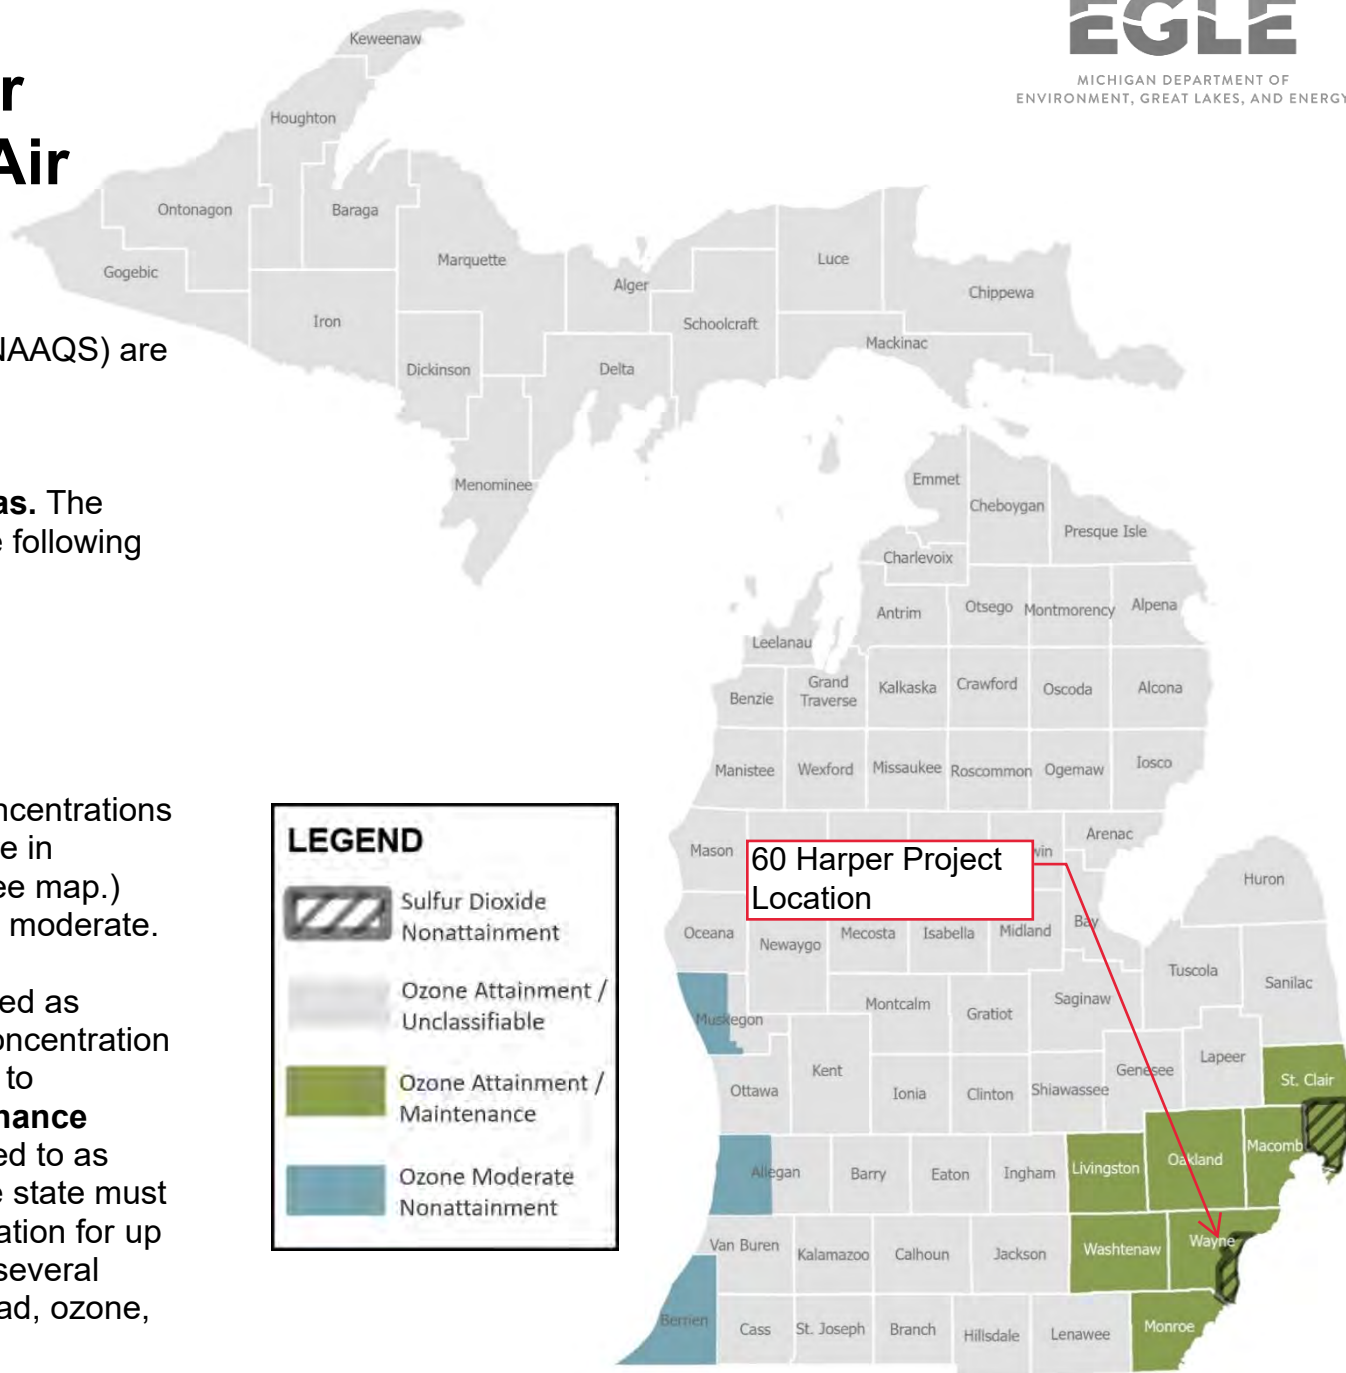 EGLE
MICHIGAN DEPARTMENT OF
ENVIRONMENT, GREAT LAKES, AND ENERGY
r
Air
NAAQS) are
as. The
e following
ncentrations
e in
ee map.)
moderate.
ed as
oncentration
to
nance
ed to as
e state must
ation for up
several
ad, ozone,
Keweenaw
Houghton
Ontonagon
Baraga
Gogebic
Marquette
Alger
Luce
Chippewa
Iron
Schoolcraft
Mackinac
Dickinson
Delta
Menominee
Emmet
Cheboygan
Presque Isle
Charlevoix
Antrim
Otsego
Montmorency
Alpena
Leelanau
Benzie
Grand
Traverse
Kalkaska
Crawford
Oscoda
Alcona
Manistee
Wexford
Missaukee
Roscommon
Ogemaw
Iosco
Mason
60 Harper Project
Location
win
Arenac
Huron
Oceana
Newaygo
Mecosta
Isabella
Midland
Bay
Tuscola
Sanilac
Muskegon
Montcalm
Gratiot
Saginaw
Lapeer
Genesee
St. Clair
Ottawa
Kent
Ionia
Clinton
Shiawassee
Allegan
Barry
Eaton
Ingham
Livingston
Oakland
Macomb
Van Buren
Kalamazoo
Calhoun
Jackson
Washtenaw
Wayne
Berrien
Cass
St. Joseph
Branch
Hillsdale
Lenawee
Monroe
LEGEND
Sulfur Dioxide
Nonattainment
Ozone Attainment /
Unclassifiable
Ozone Attainment /
Maintenance
Ozone Moderate
Nonattainment